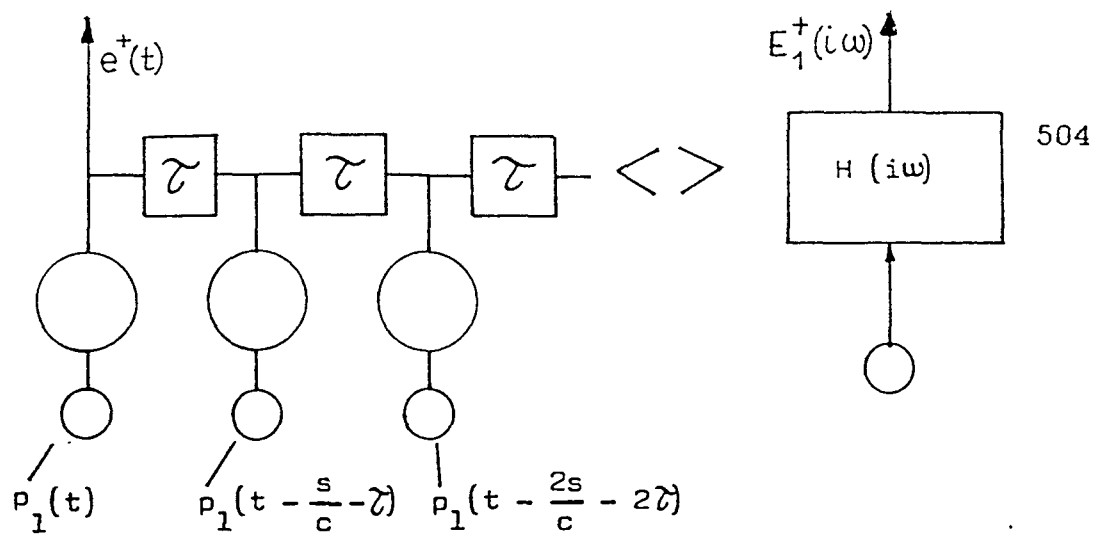 e⁺(t)
E₁⁺(iω)
τ τ τ < > H (iω) 504
p₁(t) p₁(t - s/c - τ) p₁(t - 2s/c - 2τ)